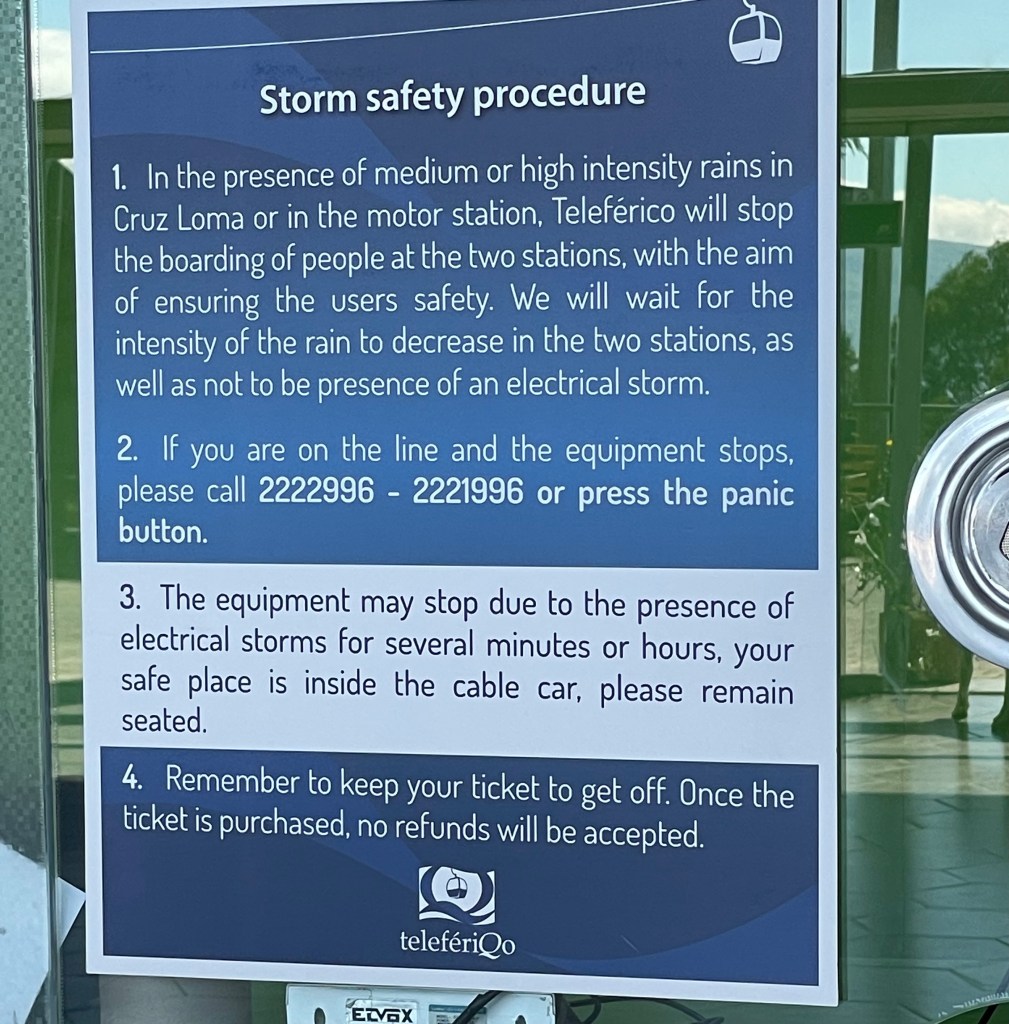 Storm safety procedure
1. In the presence of medium or high intensity rains in
Cruz Loma or in the motor station, Teleférico will stop
the boarding of people at the two stations, with the aim
of ensuring the users safety. We will wait for the
intensity of the rain to decrease in the two stations, as
well as not to be presence of an electrical storm.
2. If you are on the line and the equipment stops,
please call 2222996 - 2221996 or press the panic
button.
3. The equipment may stop due to the presence of
electrical storms for several minutes or hours, your
safe place is inside the cable car, please remain
seated.
4. Remember to keep your ticket to get off. Once the
ticket is purchased, no refunds will be accepted.
telefériQo